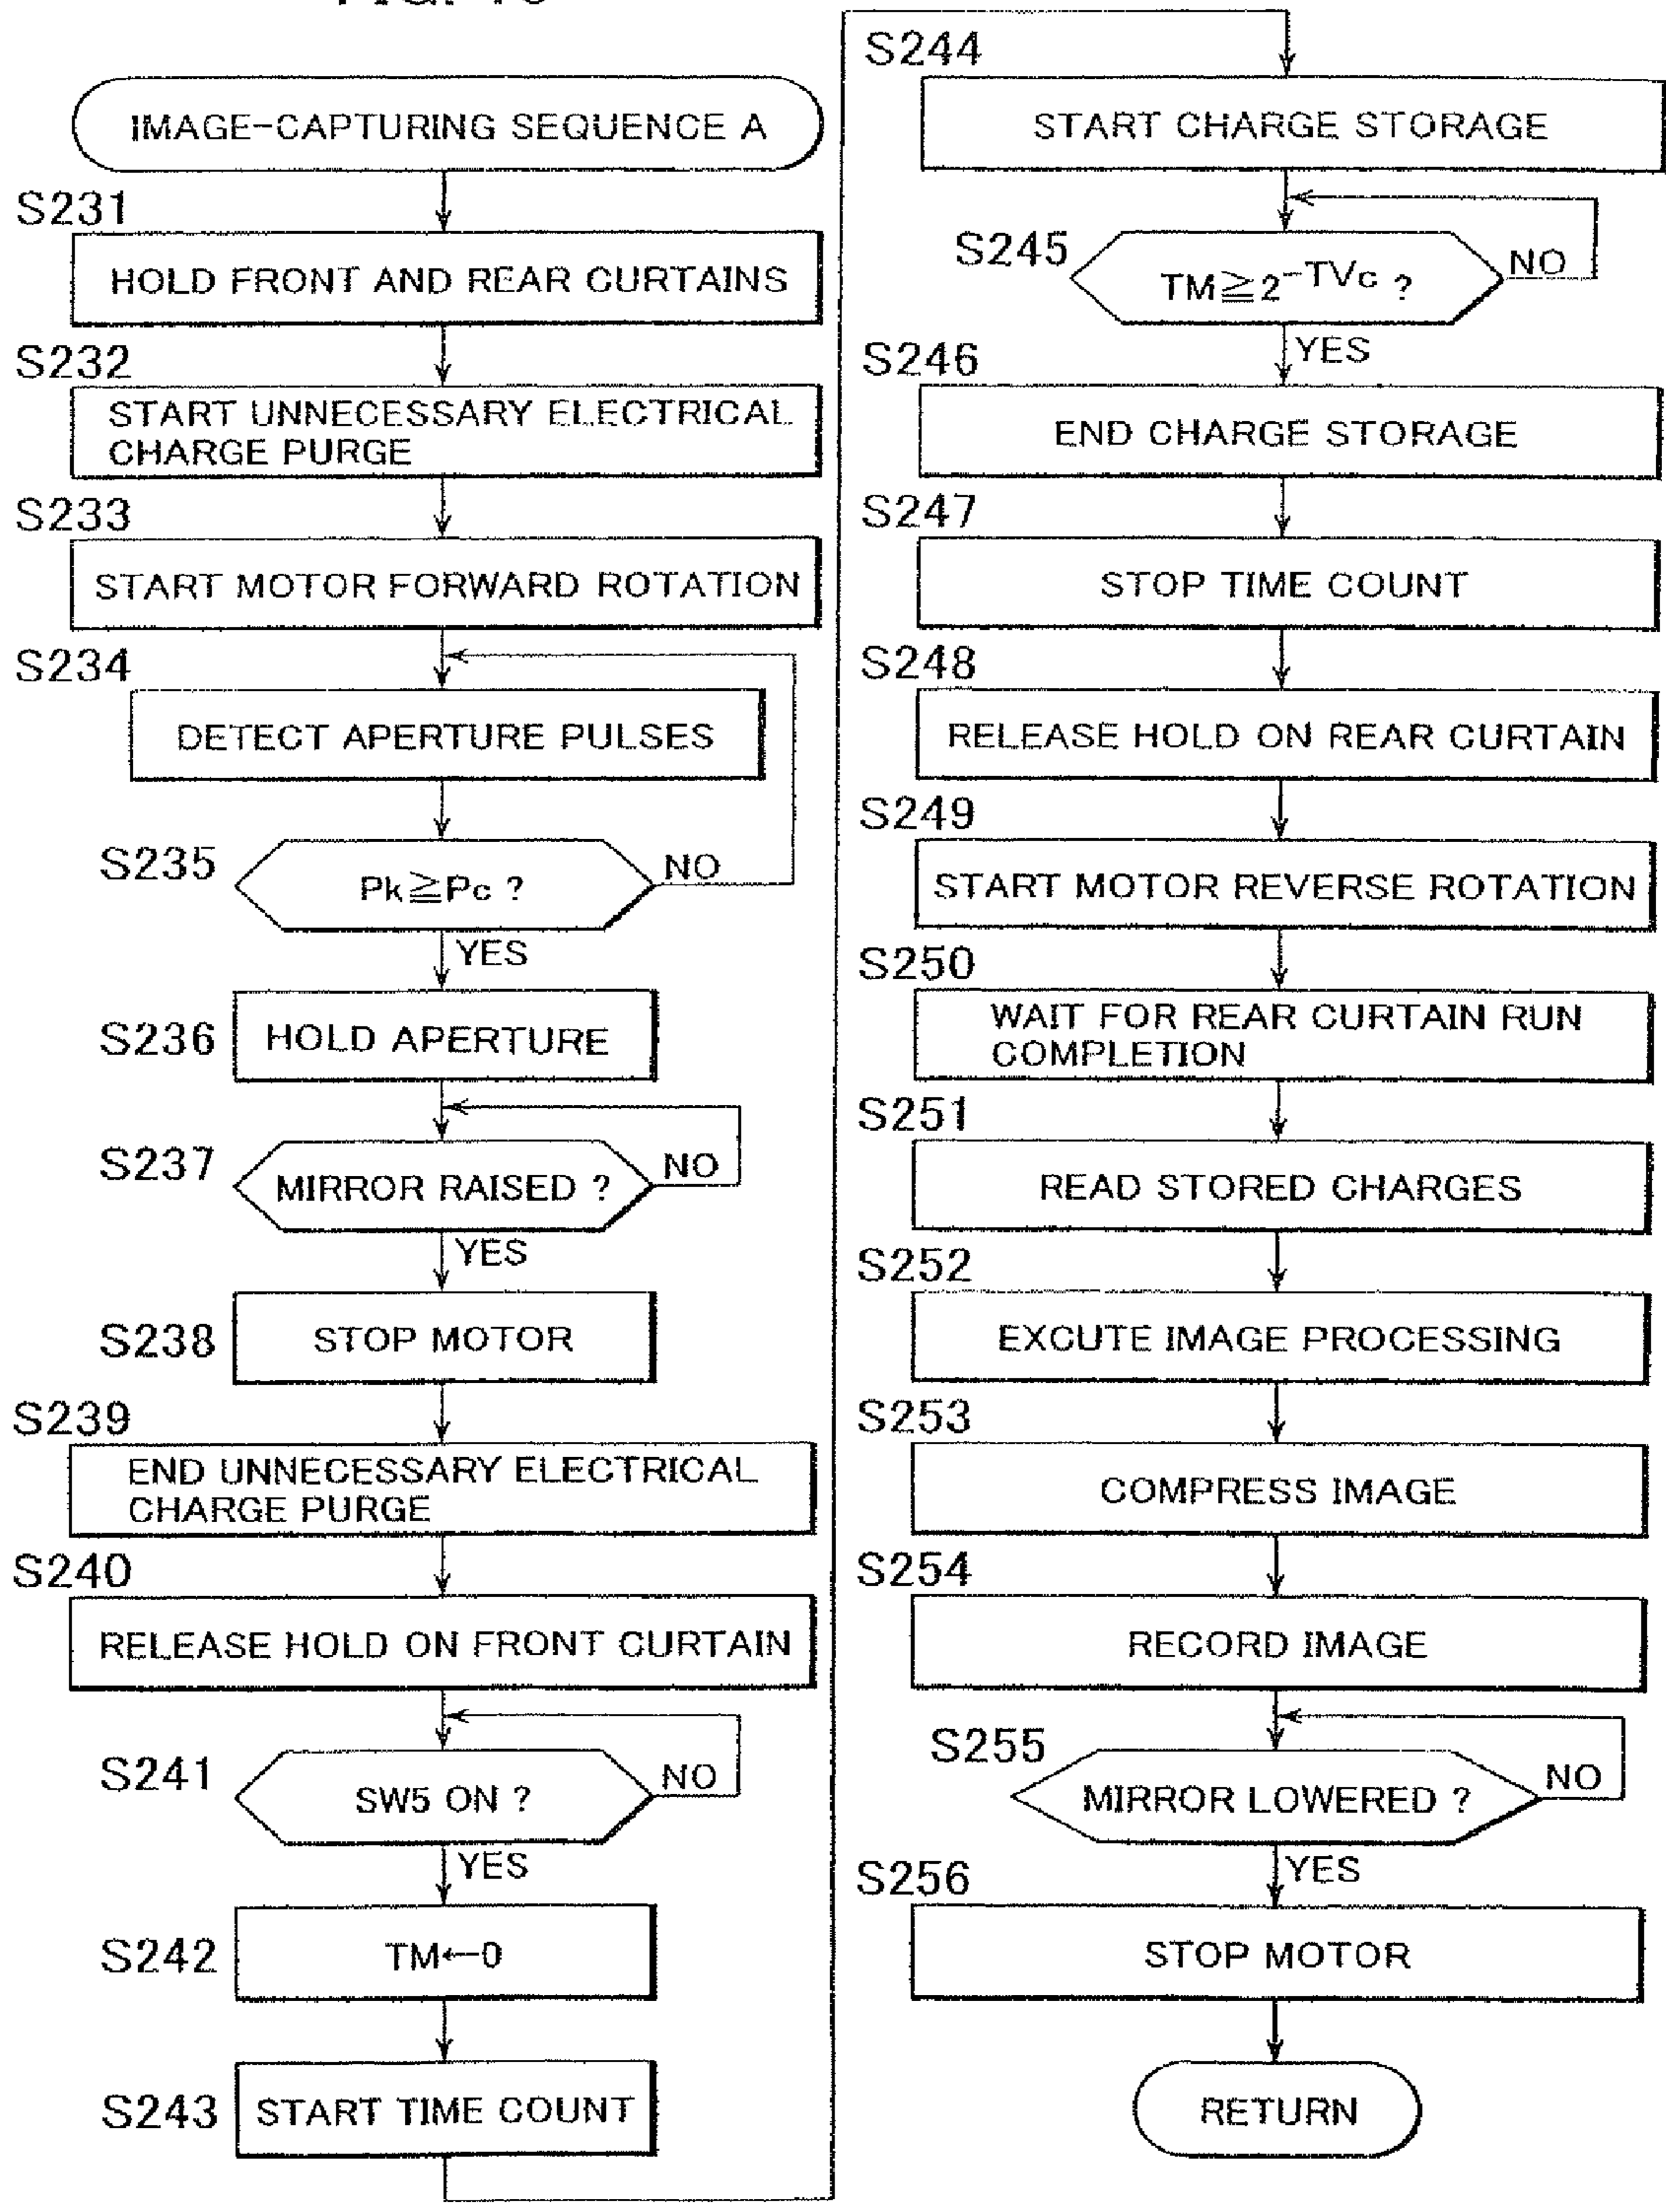 IMAGE-CAPTURING SEQUENCE A
S231
HOLD FRONT AND REAR CURTAINS
S232
START UNNECESSARY ELECTRICAL
CHARGE PURGE
S233
START MOTOR FORWARD ROTATION
S234
DETECT APERTURE PULSES
S235
Pk≧Pc ?
NO
YES
S236
HOLD APERTURE
S237
MIRROR RAISED ?
NO
YES
S238
STOP MOTOR
S239
END UNNECESSARY ELECTRICAL
CHARGE PURGE
S240
RELEASE HOLD ON FRONT CURTAIN
S241
SW5 ON ?
NO
YES
S242
TM←0
S243
START TIME COUNT
S244
START CHARGE STORAGE
S245
TM≧2^-TVc ?
NO
YES
S246
END CHARGE STORAGE
S247
STOP TIME COUNT
S248
RELEASE HOLD ON REAR CURTAIN
S249
START MOTOR REVERSE ROTATION
S250
WAIT FOR REAR CURTAIN RUN
COMPLETION
S251
READ STORED CHARGES
S252
EXCUTE IMAGE PROCESSING
S253
COMPRESS IMAGE
S254
RECORD IMAGE
S255
MIRROR LOWERED ?
NO
YES
S256
STOP MOTOR
RETURN